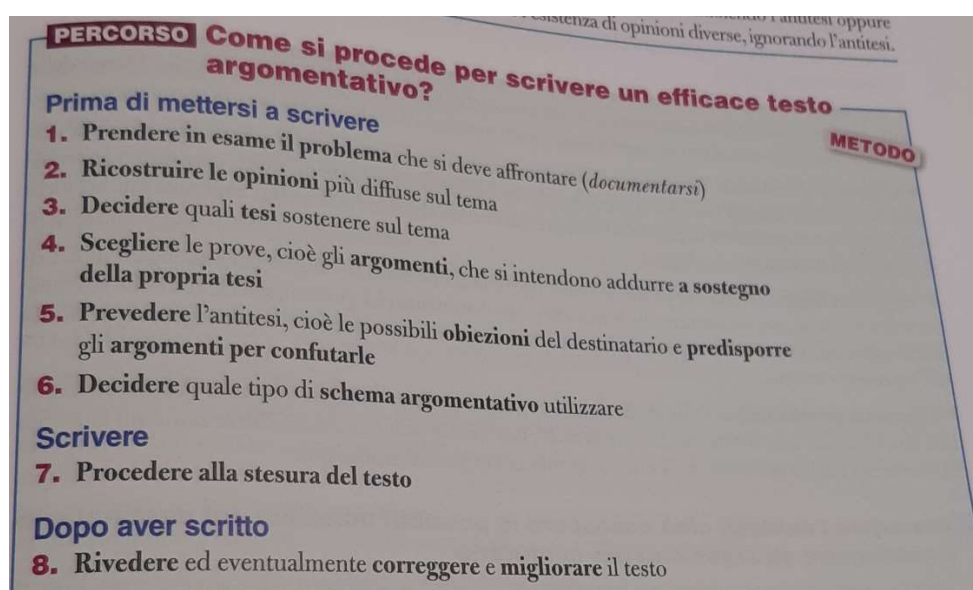 oppure
di opinioni diverse, ignorando l'antitesi.
PERCORSO Come si procede per scrivere un efficace testo
argomentativo?
METODO
Prima di mettersi a scrivere
1. Prendere in esame il problema che si deve affrontare (documentarsi)
2. Ricostruire le opinioni più diffuse sul tema
3. Decidere quali tesi sostenere sul tema
4. Scegliere le prove, cioè gli argomenti, che si intendono addurre a sostegno
della propria tesi
5. Prevedere l'antitesi, cioè le possibili obiezioni del destinatario e predisporre
gli argomenti per confutarle
6. Decidere quale tipo di schema argomentativo utilizzare
Scrivere
7. Procedere alla stesura del testo
Dopo aver scritto
8. Rivedere ed eventualmente correggere e migliorare il testo